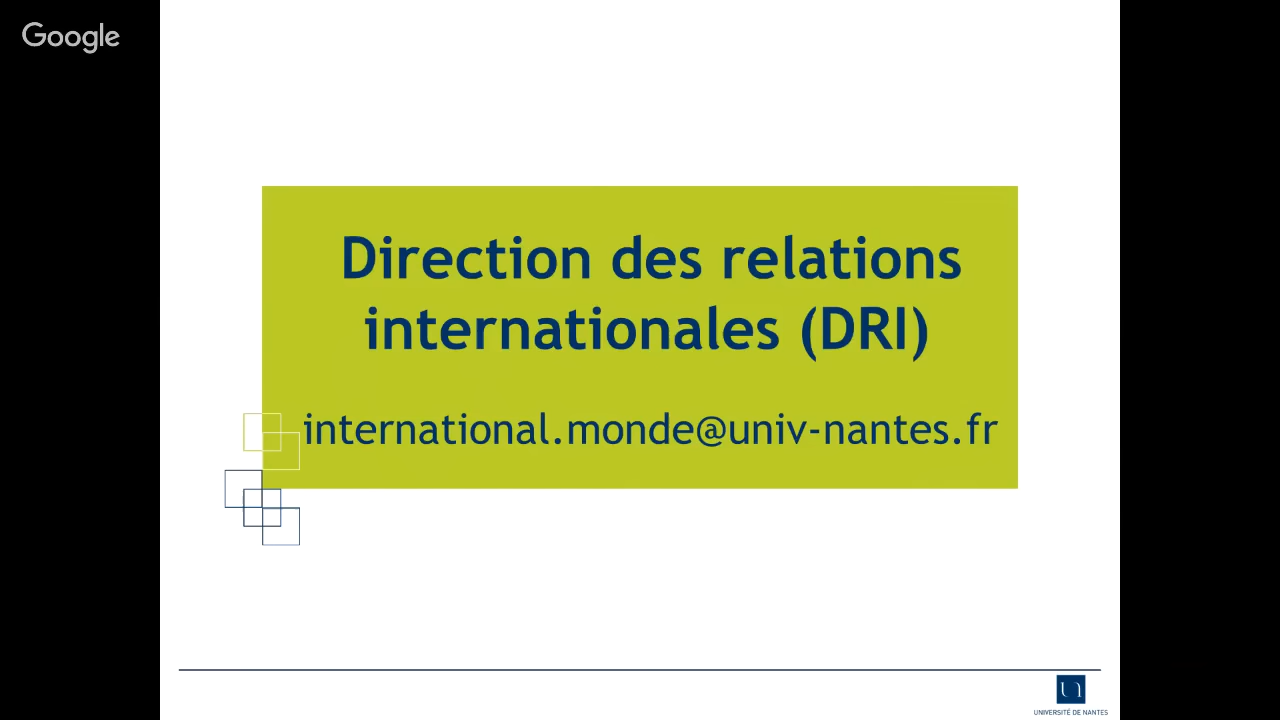 Google
Direction des relations
internationales (DRI)
international.monde@univ-nantes.fr
UNIVERSITÉ DE NANTES